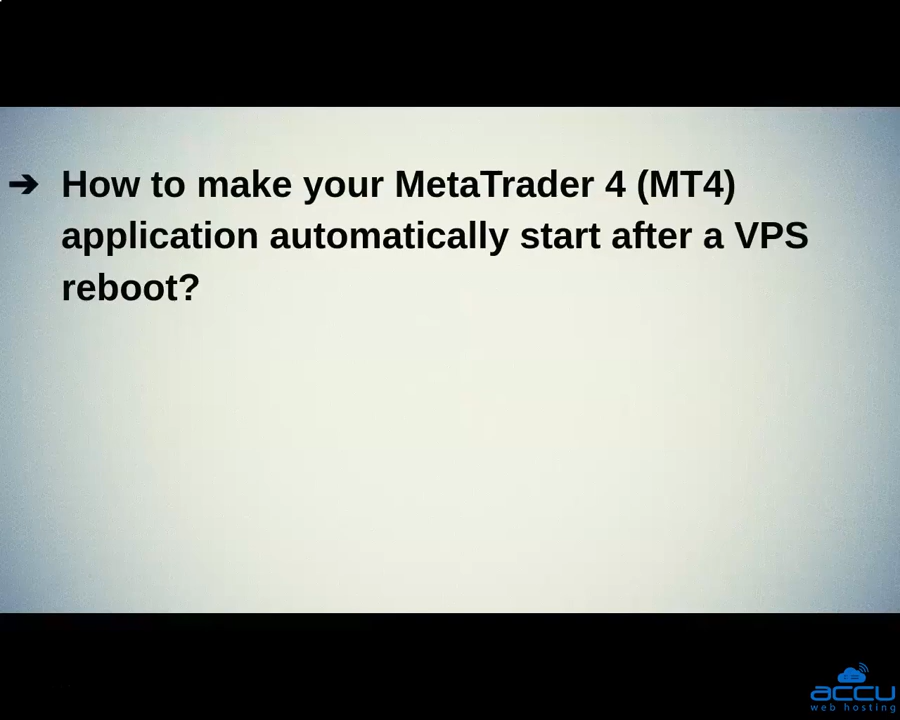 ➔ How to make your MetaTrader 4 (MT4)
application automatically start after a VPS
reboot?
accu
web hosting